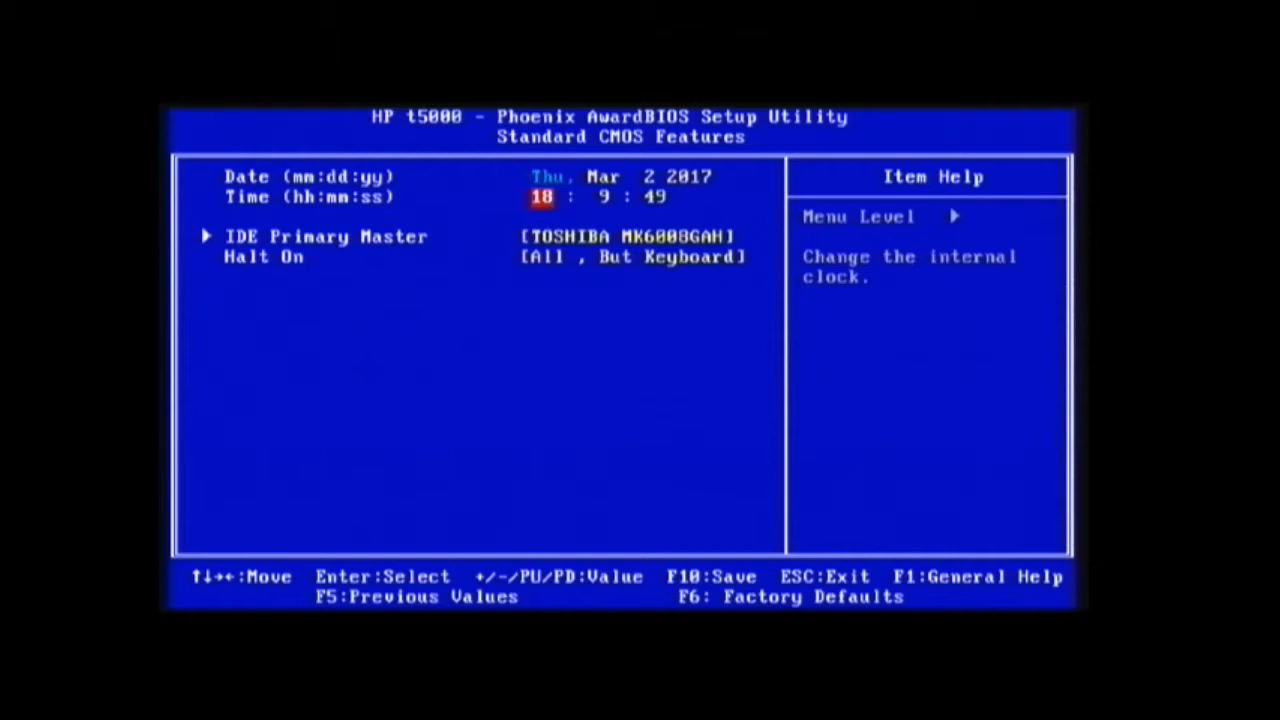 HP t5000 - Phoenix AwardBIOS Setup Utility
Standard CMOS Features
Date (mm:dd:yy) Thu, Mar 2 2017
Time (hh:mm:ss) 18 : 9 : 49
IDE Primary Master [TOSHIBA MK6008GAH]
Halt On [All , But Keyboard]
Item Help
Menu Level
Change the internal
clock.
↑↓→←:Move Enter:Select +/-/PU/PD:Value F10:Save ESC:Exit F1:General Help
F5:Previous Values F6: Factory Defaults